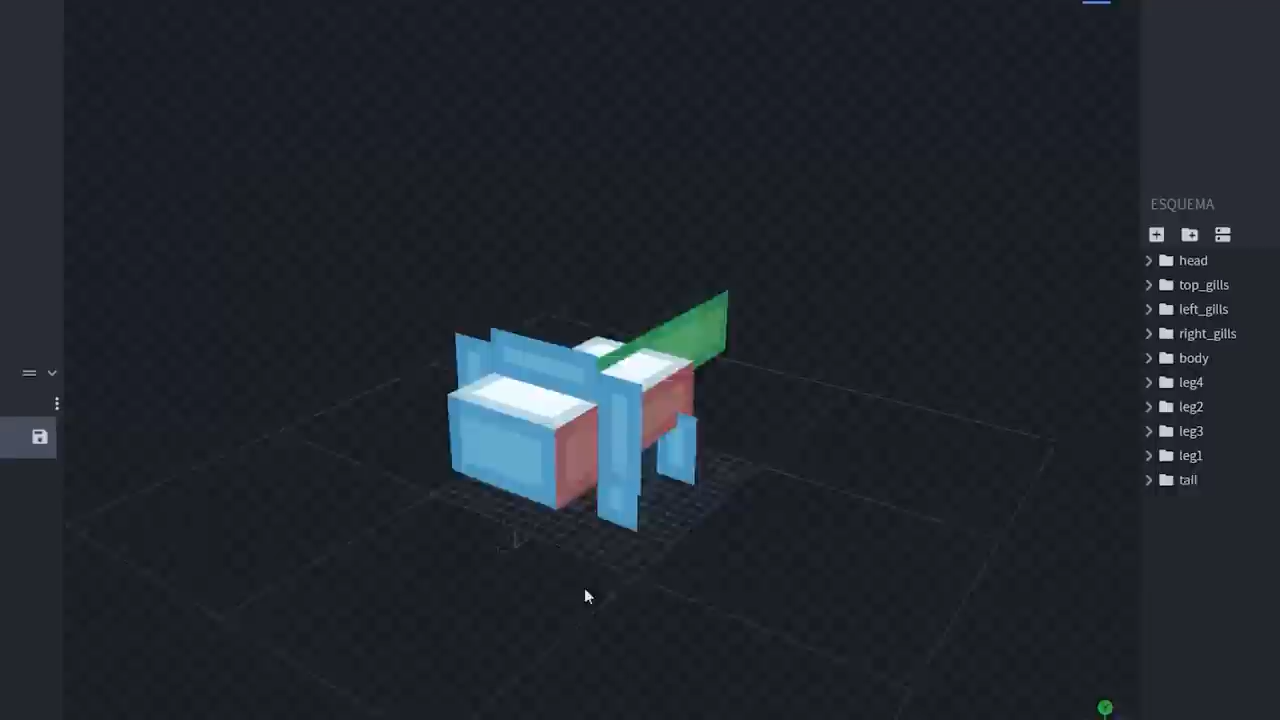 ESQUEMA
head
top_gills
left_gills
right_gills
body
leg4
leg2
leg3
leg1
tail